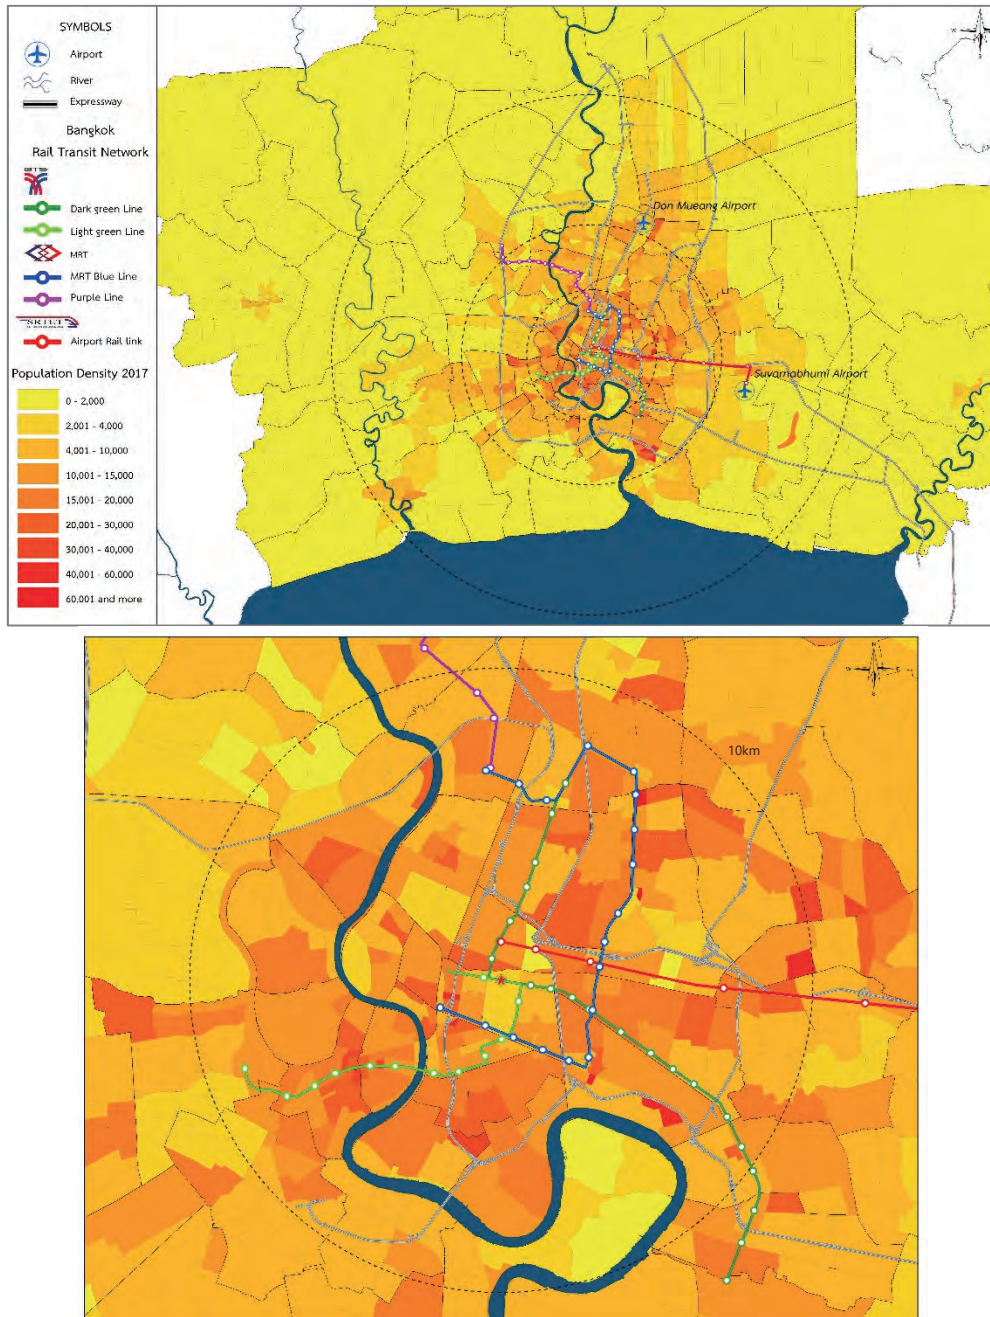 SYMBOLS
Airport
River
Expressway
Bangkok
Rail Transit Network
Dark green Line
Light green Line
MRT
MRT Blue Line
Purple Line
SRTET
Airport Rail link
Population Density 2017
0 - 2,000
2,001 - 4,000
4,001 - 10,000
10,001 - 15,000
15,001 - 20,000
20,001 - 30,000
30,001 - 40,000
40,001 - 60,000
60,001 and more
Don Mueang Airport
Suvarnabhumi Airport
10km